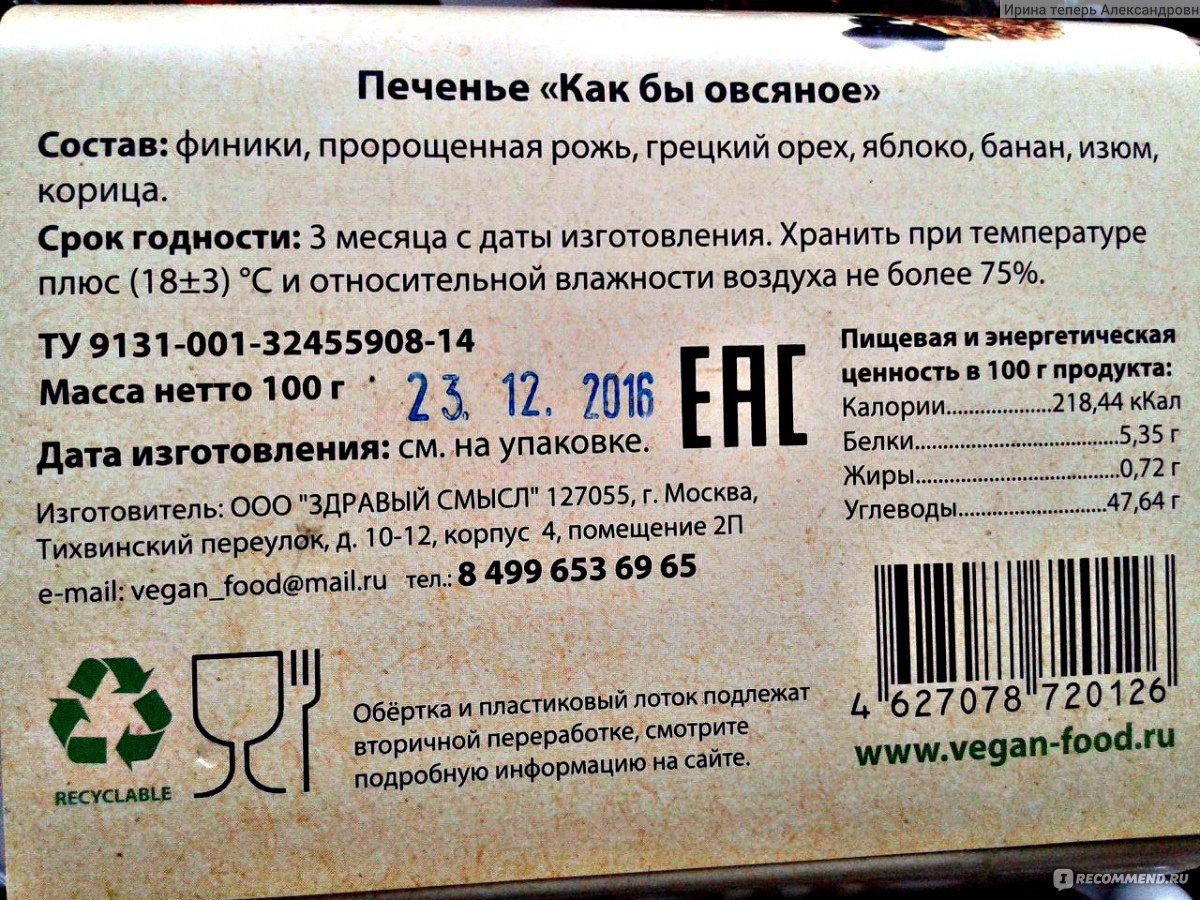 Ирина теперь Александровн
Печенье «Как бы овсяное»
Состав: финики, пророщенная рожь, грецкий орех, яблоко, банан, изюм,
корица.
Срок годности: 3 месяца с даты изготовления. Хранить при температуре
плюс (18±3) °С и относительной влажности воздуха не более 75%.
ТУ 9131-001-32455908-14
Масса нетто 100 г
23. 12. 2016
Дата изготовления: см. на упаковке.
EAC
Пищевая и энергетическая
ценность в 100 г продукта:
Калории....................218,44 кКал
Белки.................................5,35 г
Жиры.................................0,72 г
Углеводы........................47,64 г
Изготовитель: ООО "ЗДРАВЫЙ СМЫСЛ" 127055, г. Москва,
Тихвинский переулок, д. 10-12, корпус 4, помещение 2П
e-mail: vegan_food@mail.ru тел.: 8 499 653 69 65
RECYCLABLE
Обёртка и пластиковый лоток подлежат
вторичной переработке, смотрите
подробную информацию на сайте.
4 627078 720126
www.vegan-food.ru
IRECOMMEND.RU